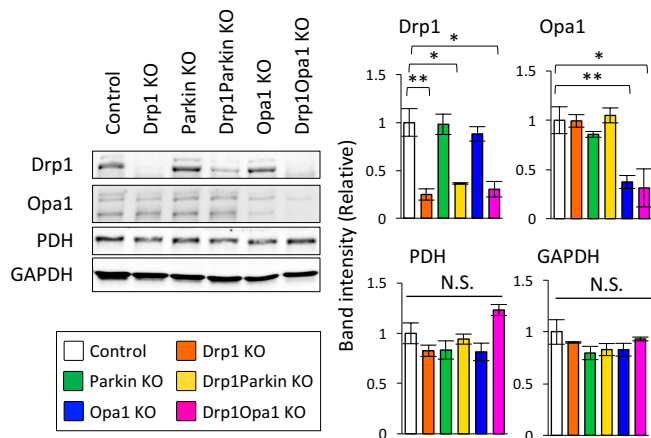 Control
Drp1 KO
Parkin KO
Drp1Parkin KO
Opa1 KO
Drp1Opa1 KO
Drp1
Opa1
PDH
GAPDH
Control
Drp1 KO
Parkin KO
Drp1Parkin KO
Opa1 KO
Drp1Opa1 KO
Band intensity (Relative)
Drp1
*
*
**
1.5
1
0.5
0
Opa1
*
**
1.5
1
0.5
0
PDH
N.S.
1.5
1
0.5
0
GAPDH
N.S.
1.5
1
0.5
0